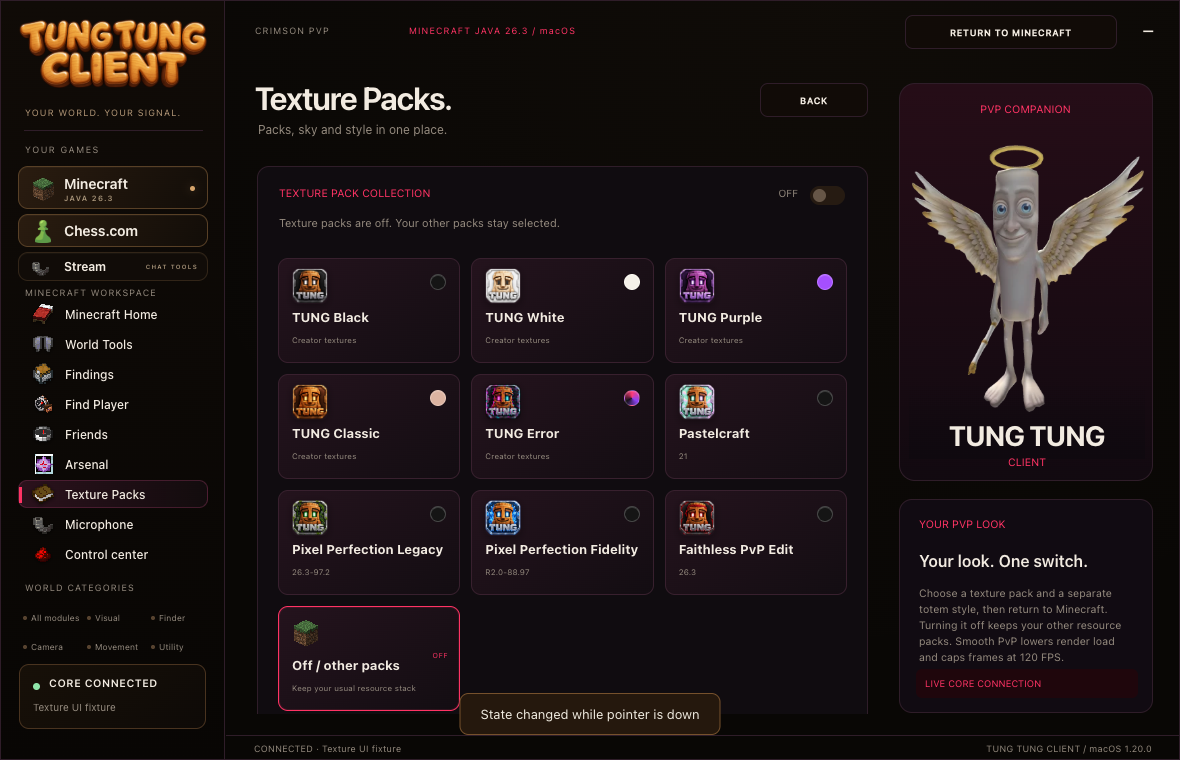 TUNG TUNG
CLIENT
YOUR WORLD. YOUR SIGNAL.
YOUR GAMES
Minecraft
JAVA 26.3
Chess.com
Stream
CHAT TOOLS
MINECRAFT WORKSPACE
Minecraft Home
World Tools
Findings
Find Player
Friends
Arsenal
Texture Packs
Microphone
Control center
WORLD CATEGORIES
All modules
Visual
Finder
Camera
Movement
Utility
CORE CONNECTED
Texture UI fixture
CRIMSON PVP
MINECRAFT JAVA 26.3 / macOS
RETURN TO MINECRAFT
Texture Packs.
Packs, sky and style in one place.
BACK
TEXTURE PACK COLLECTION
OFF
Texture packs are off. Your other packs stay selected.
TUNG
TUNG Black
Creator textures
TUNG
TUNG White
Creator textures
TUNG
TUNG Purple
Creator textures
TUNG
TUNG Classic
Creator textures
TUNG
TUNG Error
Creator textures
TUNG
Pastelcraft
21
TUNG
Pixel Perfection Legacy
26.3-97.2
TUNG
Pixel Perfection Fidelity
R2.0-88.97
TUNG
Faithless PvP Edit
26.3
OFF
Off / other packs
Keep your usual resource stack
State changed while pointer is down
PVP COMPANION
TUNG TUNG
CLIENT
YOUR PVP LOOK
Your look. One switch.
Choose a texture pack and a separate
totem style, then return to Minecraft.
Turning it off keeps your other resource
packs. Smooth PvP lowers render load
and caps frames at 120 FPS.
LIVE CORE CONNECTION
CONNECTED · Texture UI fixture
TUNG TUNG CLIENT / macOS 1.20.0